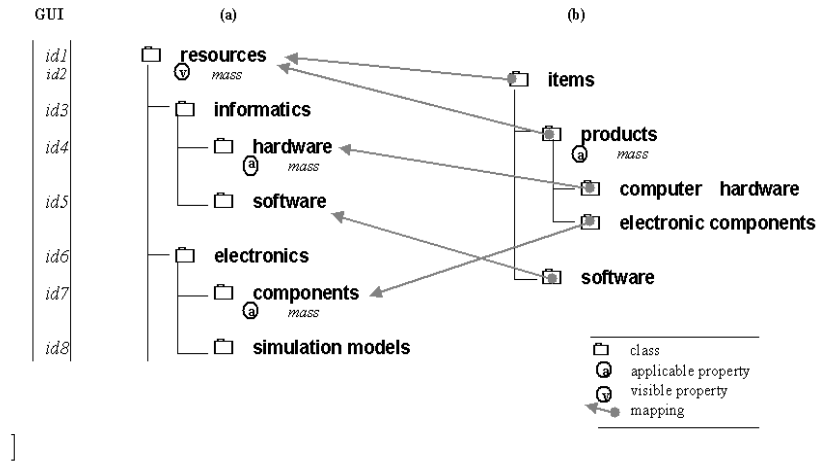 GUI (a) (b)
id1 resources
id2 v mass items
id3 informatics
products
id4 hardware
a mass a mass
computer hardware
id5 software
electronic components
id6 electronics
software
id7 components
a mass
id8 simulation models
class
a applicable property
v visible property
mapping
]